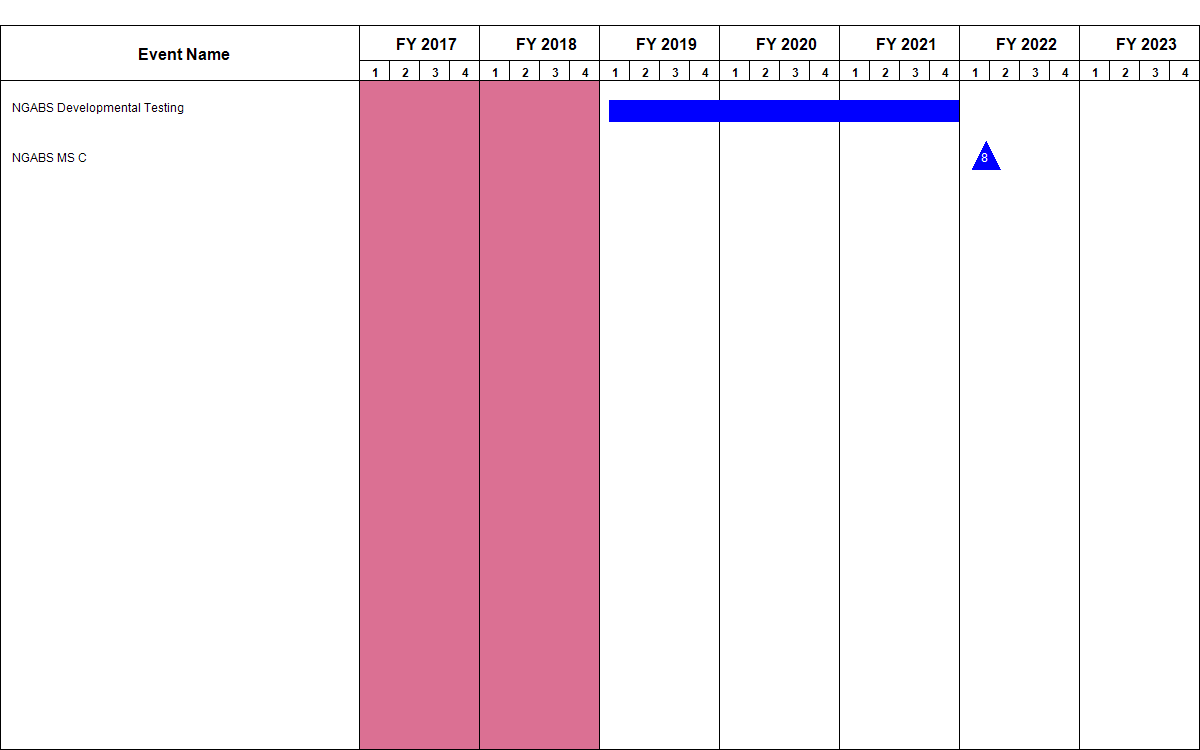 Event Name
FY 2017 FY 2018 FY 2019 FY 2020 FY 2021 FY 2022 FY 2023
1 2 3 4 1 2 3 4 1 2 3 4 1 2 3 4 1 2 3 4 1 2 3 4 1 2 3 4
NGABS Developmental Testing
NGABS MS C
8